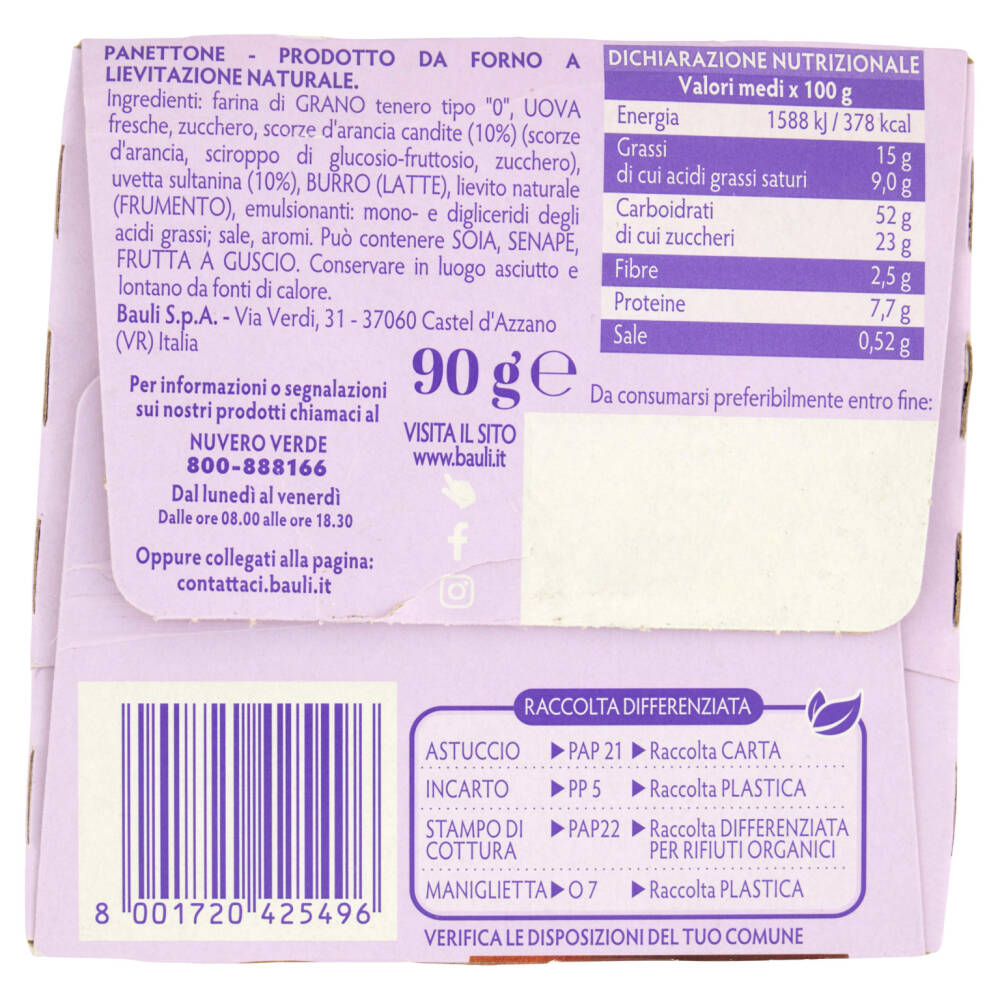 PANETTONE - PRODOTTO DA FORNO A
LIEVITAZIONE NATURALE.
Ingredienti: farina di GRANO tenero tipo "0", UOVA
fresche, zucchero, scorze d'arancia candite (10%) (scorze
d'arancia, sciroppo di glucosio-fruttosio, zucchero),
uvetta sultanina (10%), BURRO (LATTE), lievito naturale
(FRUMENTO), emulsionanti: mono- e digliceridi degli
acidi grassi; sale, aromi. Può contenere SOIA, SENAPE,
FRUTTA A GUSCIO. Conservare in luogo asciutto e
lontano da fonti di calore.
Bauli S.p.A. - Via Verdi, 31 - 37060 Castel d'Azzano
(VR) Italia
Per informazioni o segnalazioni
sui nostri prodotti chiamaci al
NUVERO VERDE
800-888166
Dal lunedì al venerdì
Dalle ore 08.00 alle ore 18.30
Oppure collegati alla pagina:
contattaci.bauli.it
90 g e
VISITA IL SITO
www.bauli.it
DICHIARAZIONE NUTRIZIONALE
Valori medi x 100 g
Energia 1588 kJ / 378 kcal
Grassi 15 g
di cui acidi grassi saturi 9,0 g
Carboidrati 52 g
di cui zuccheri 23 g
Fibre 2,5 g
Proteine 7,7 g
Sale 0,52 g
Da consumarsi preferibilmente entro fine:
8 001720 425496
RACCOLTA DIFFERENZIATA
ASTUCCIO ▶PAP 21 ▶Raccolta CARTA
INCARTO ▶PP 5 ▶Raccolta PLASTICA
STAMPO DI ▶PAP22 ▶Raccolta DIFFERENZIATA
COTTURA PER RIFIUTI ORGANICI
MANIGLIETTA▶O 7 ▶Raccolta PLASTICA
VERIFICA LE DISPOSIZIONI DEL TUO COMUNE